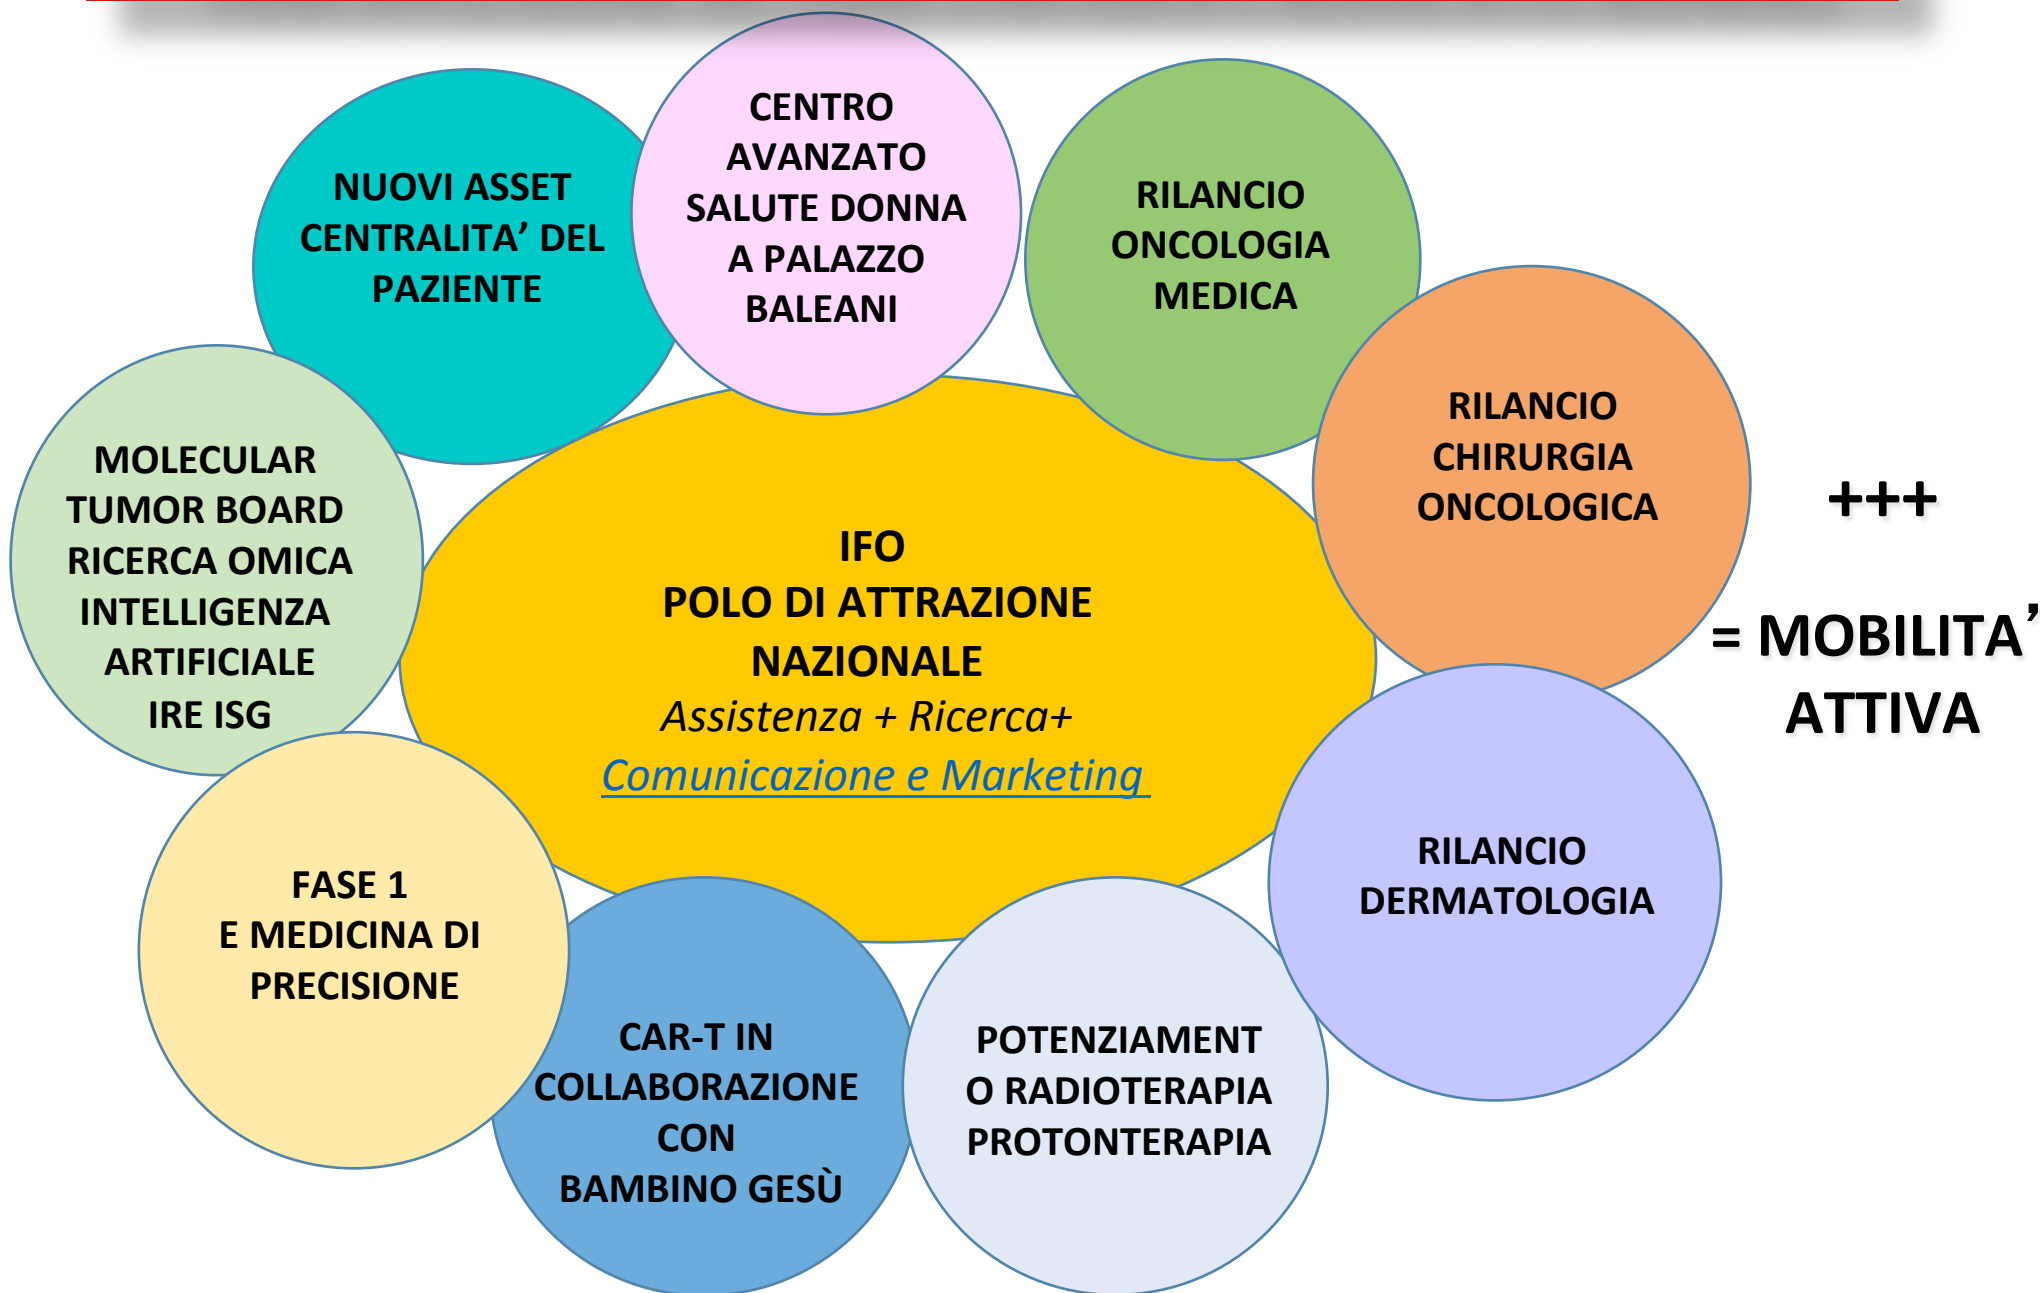 CENTRO
AVANZATO
SALUTE DONNA
A PALAZZO
BALEANI
NUOVI ASSET
CENTRALITA’ DEL
PAZIENTE
RILANCIO
ONCOLOGIA
MEDICA
RILANCIO
CHIRURGIA
ONCOLOGICA
MOLECULAR
TUMOR BOARD
RICERCA OMICA
INTELLIGENZA
ARTIFICIALE
IRE ISG
IFO
POLO DI ATTRAZIONE
NAZIONALE
Assistenza + Ricerca+
Comunicazione e Marketing
+++
= MOBILITA’
ATTIVA
RILANCIO
DERMATOLOGIA
FASE 1
E MEDICINA DI
PRECISIONE
CAR-T IN
COLLABORAZIONE
CON
BAMBINO GESÙ
POTENZIAMENT
O RADIOTERAPIA
PROTONTERAPIA